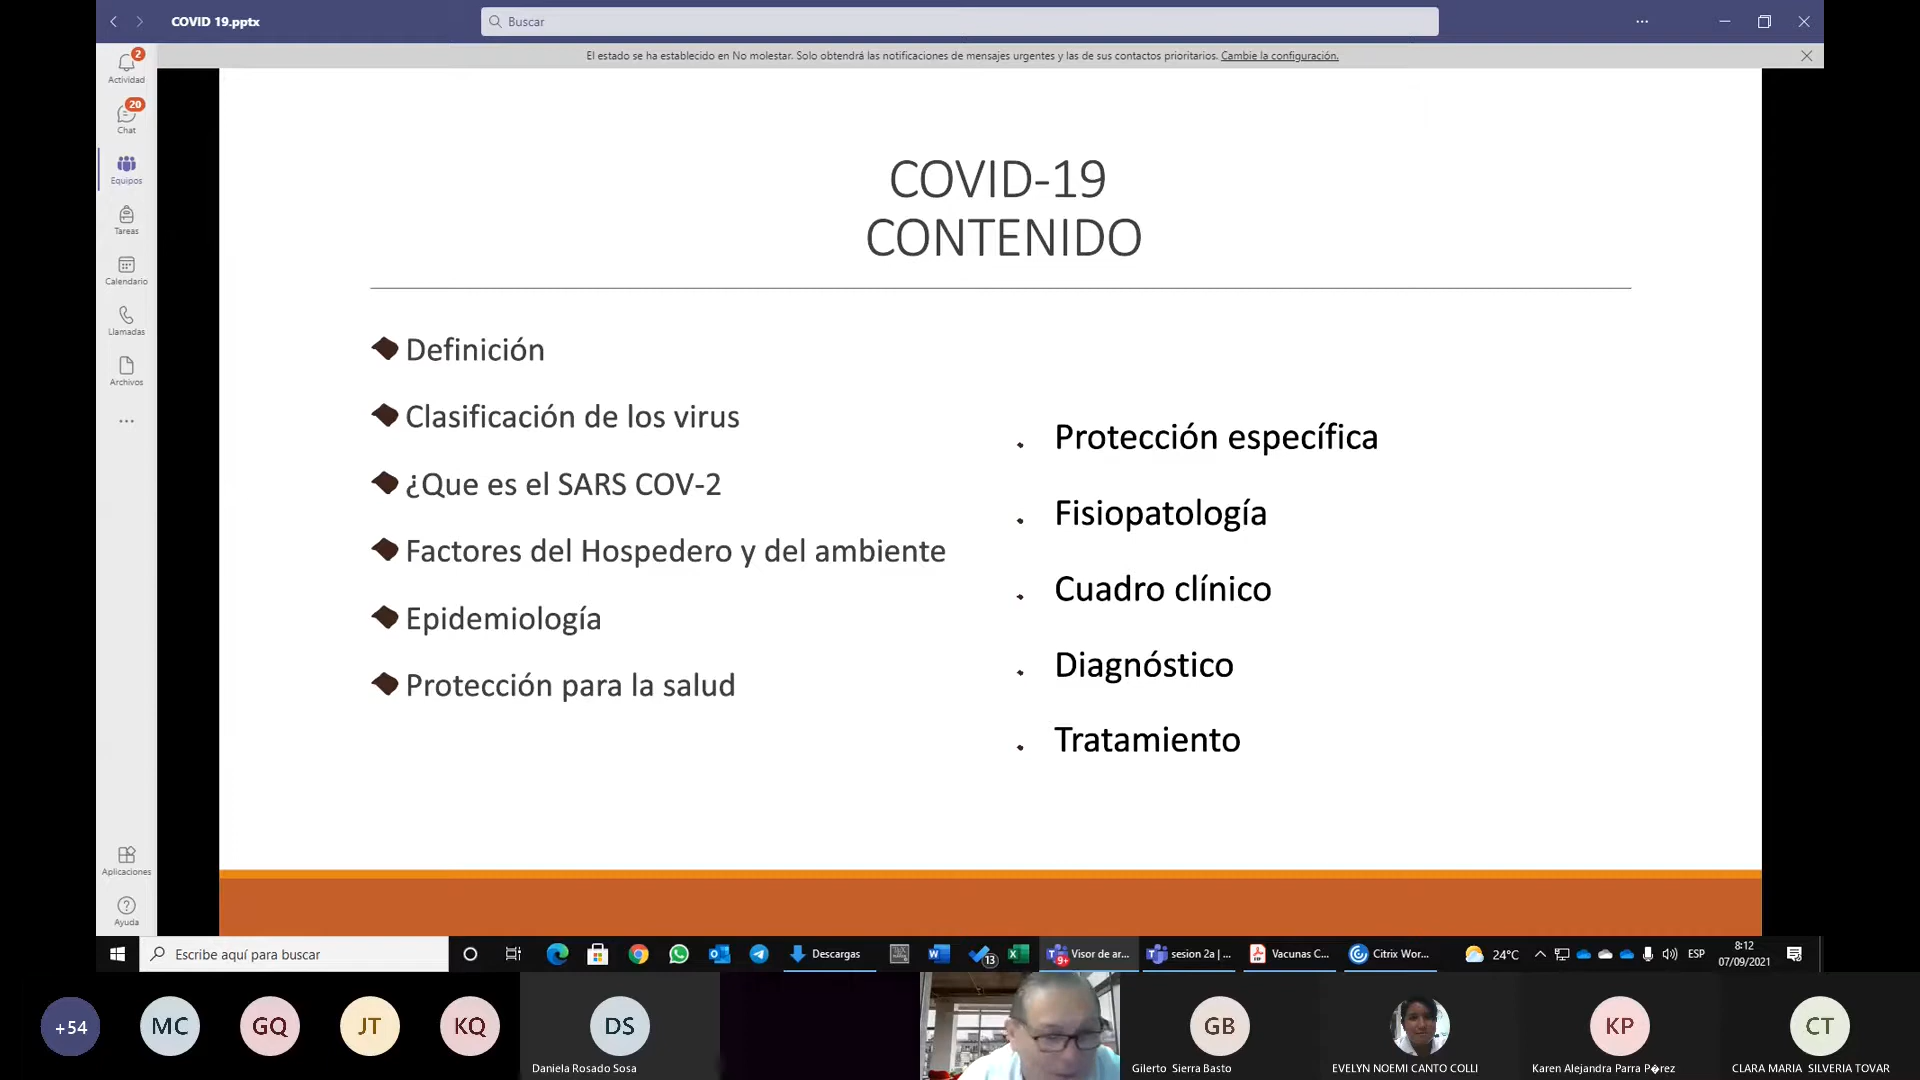 COVID 19.pptx
Buscar
El estado se ha establecido en No molestar. Solo obtendrá las notificaciones de mensajes urgentes y las de sus contactos prioritarios. Cambie la configuración.
2
Actividad
20
Chat
Equipos
Tareas
Calendario
Llamadas
Archivos
Aplicaciones
Ayuda
COVID-19
CONTENIDO
Definición
Clasificación de los virus
¿Que es el SARS COV-2
Factores del Hospedero y del ambiente
Epidemiología
Protección para la salud
Protección específica
Fisiopatología
Cuadro clínico
Diagnóstico
Tratamiento
Escribe aquí para buscar
Descargas
13
9+
Visor de ar...
sesion 2a | ...
Vacunas C...
Citrix Wor...
24°C
ESP
8:12
07/09/2021
+54
MC
GQ
JT
KQ
DS
Daniela Rosado Sosa
GB
Gilerto Sierra Basto
EVELYN NOEMI CANTO COLLI
KP
Karen Alejandra Parra P�rez
CT
CLARA MARIA SILVERIA TOVAR